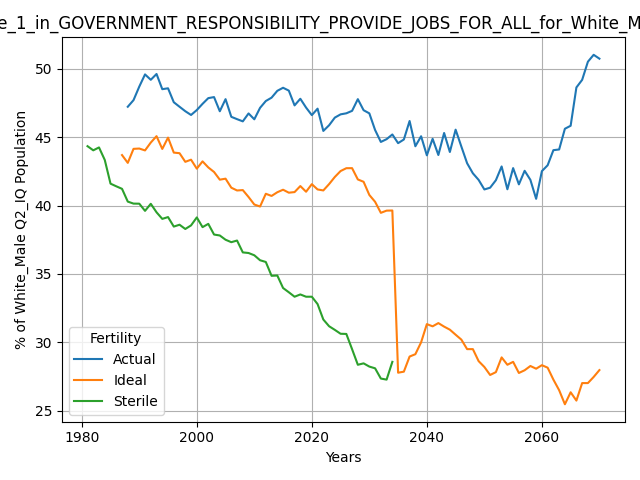 e_1_in_GOVERNMENT_RESPONSIBILITY_PROVIDE_JOBS_FOR_ALL_for_White_M
% of White_Male Q2_IQ Population
50
45
40
35
30
25
Fertility
Actual
Ideal
Sterile
1980
2000
2020
2040
2060
Years